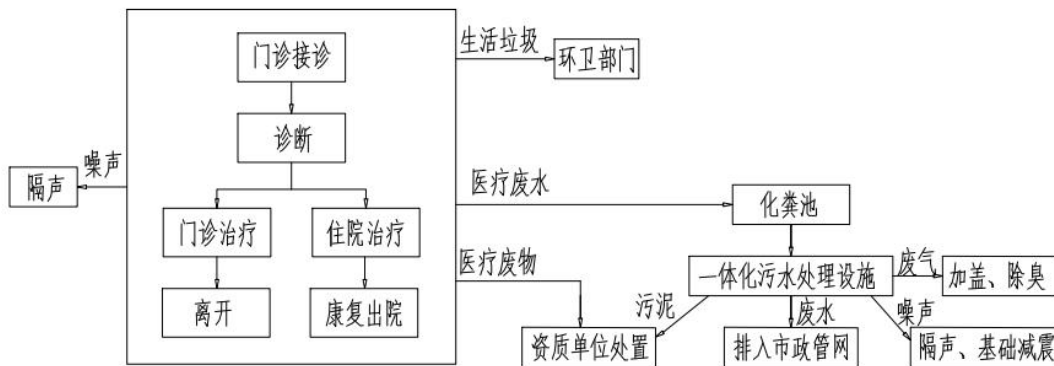 门诊接诊
生活垃圾
环卫部门
诊断
噪声
隔声
医疗废水
化粪池
门诊治疗
住院治疗
医疗废物
一体化污水处理设施
废气
加盖、除臭
离开
康复出院
污泥
废水
噪声
资质单位处置
排入市政管网
隔声、基础减震